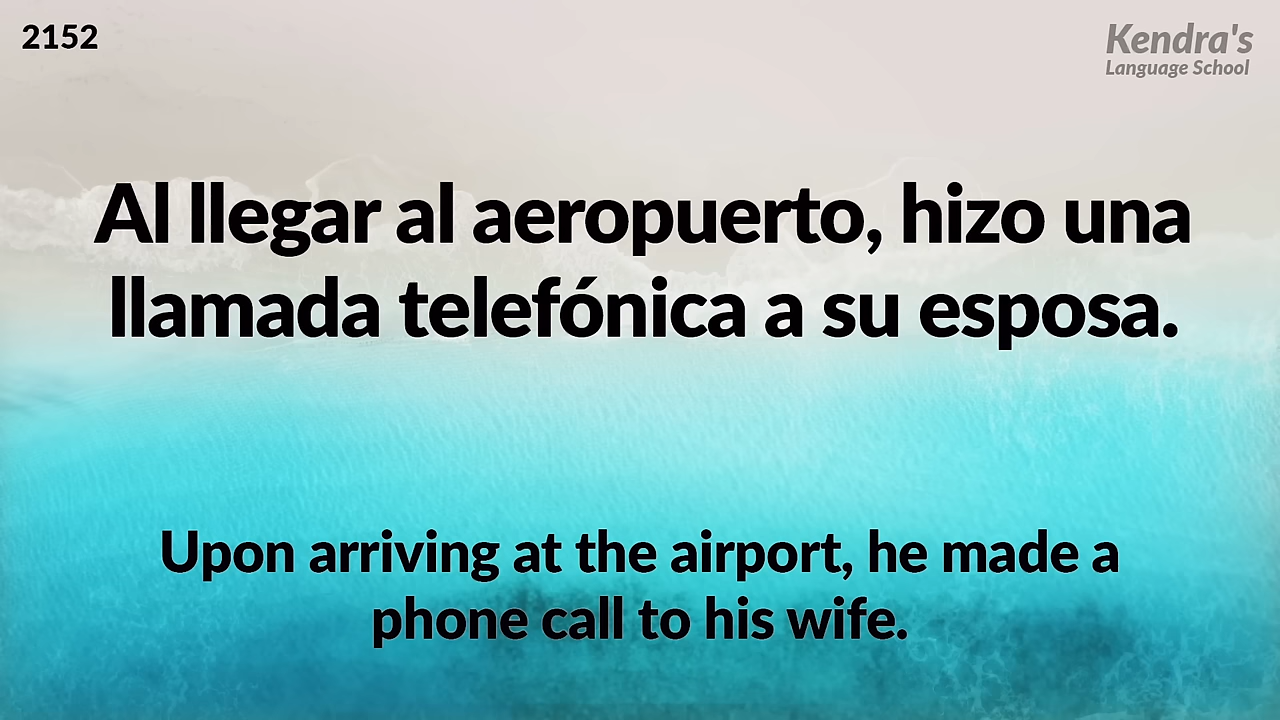 2152
Kendra's
Language School
Al llegar al aeropuerto, hizo una
llamada telefónica a su esposa.
Upon arriving at the airport, he made a
phone call to his wife.